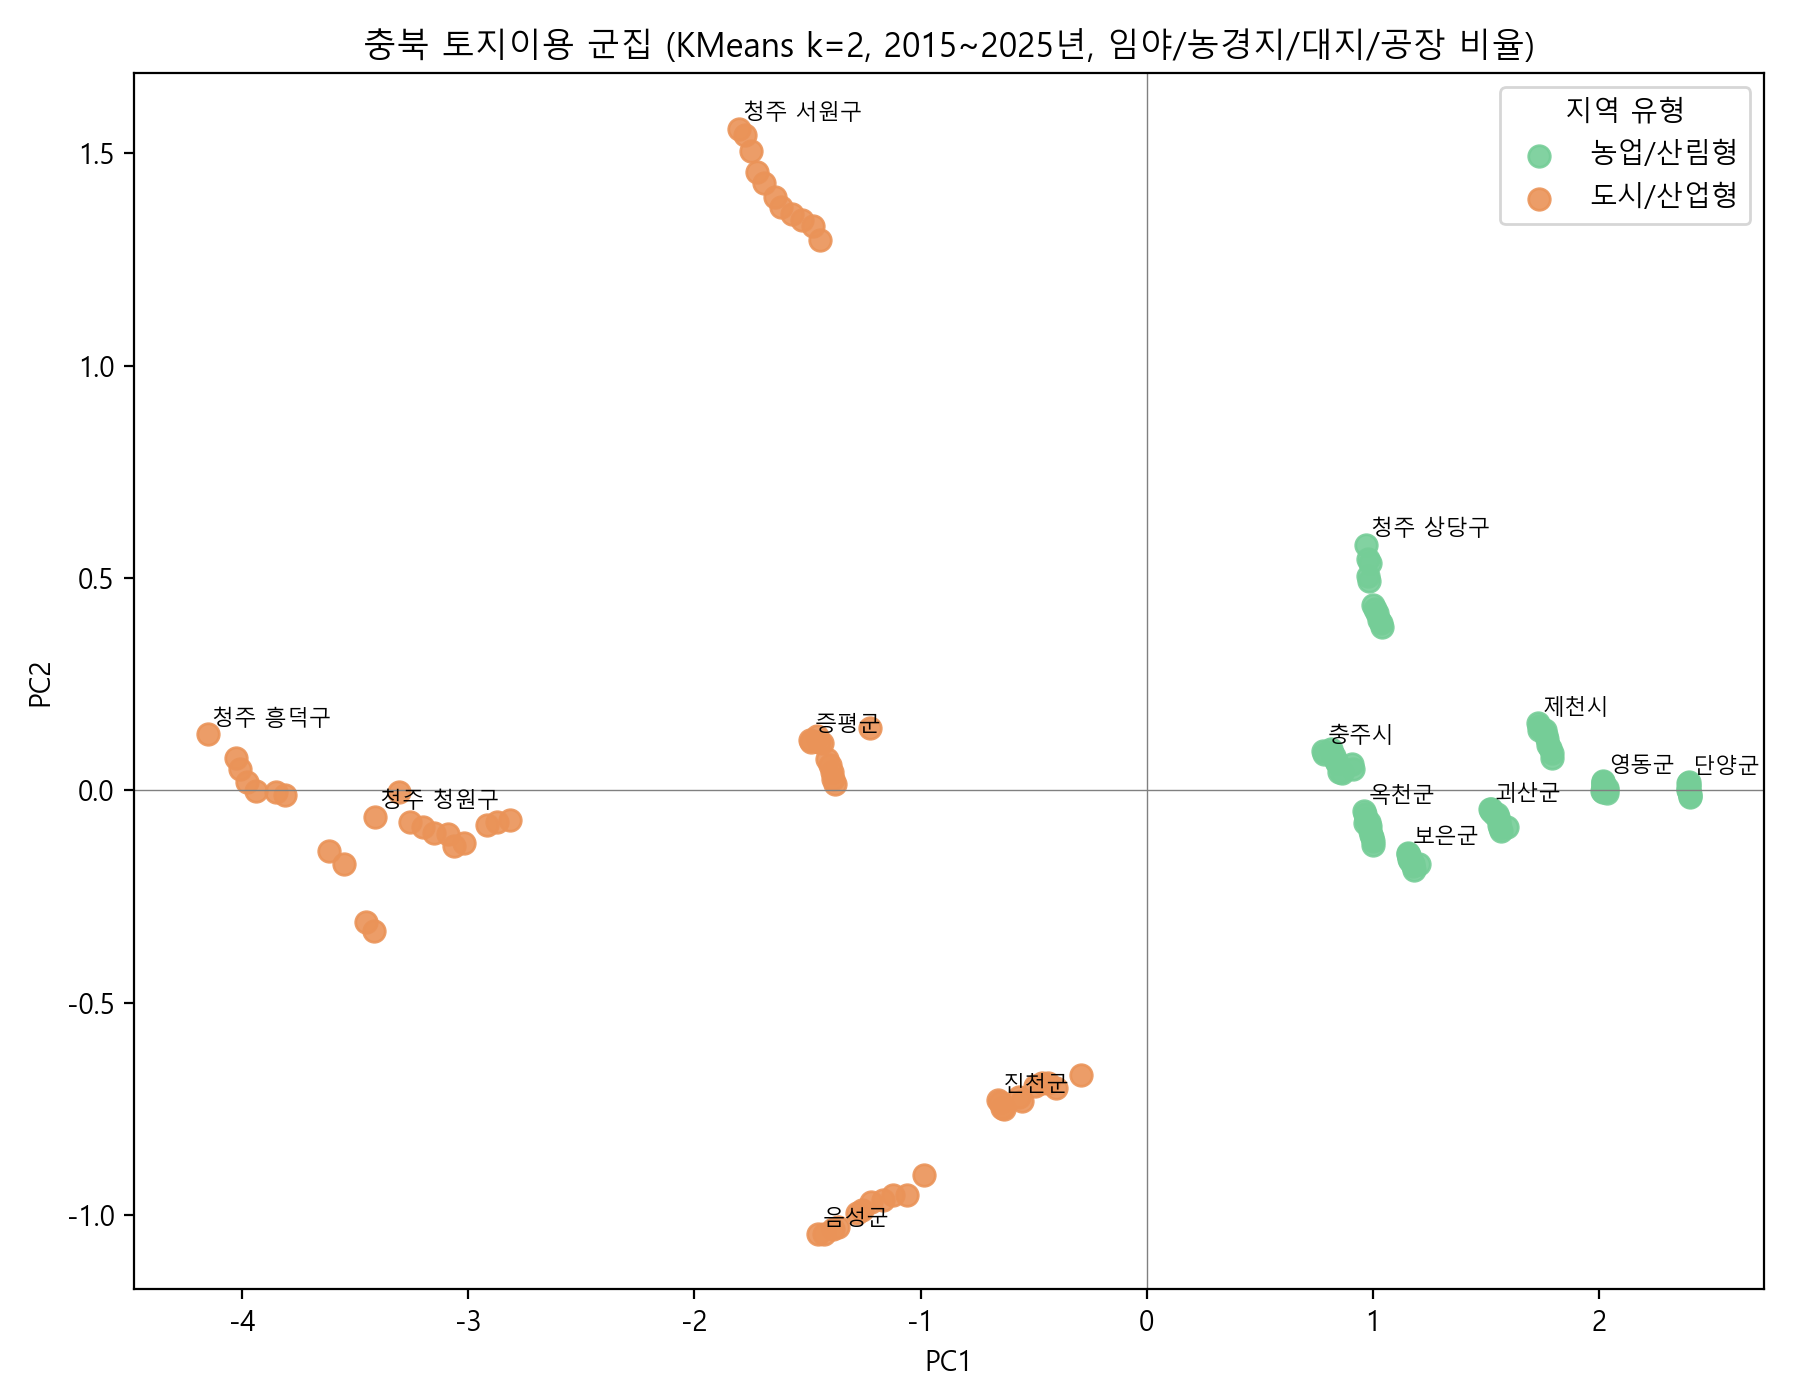 충북 토지이용 군집 (KMeans k=2, 2015~2025년, 임야/농경지/대지/공장 비율)
지역 유형
농업/산림형
도시/산업형
청주 서원구
청주 상당구
제천시
청주 흥덕구
증평군
충주시
영동군
단양군
청주 청원구
옥천군
괴산군
보은군
진천군
음성군
1.5
1.0
0.5
0.0
-0.5
-1.0
PC2
-4
-3
-2
-1
0
1
2
PC1